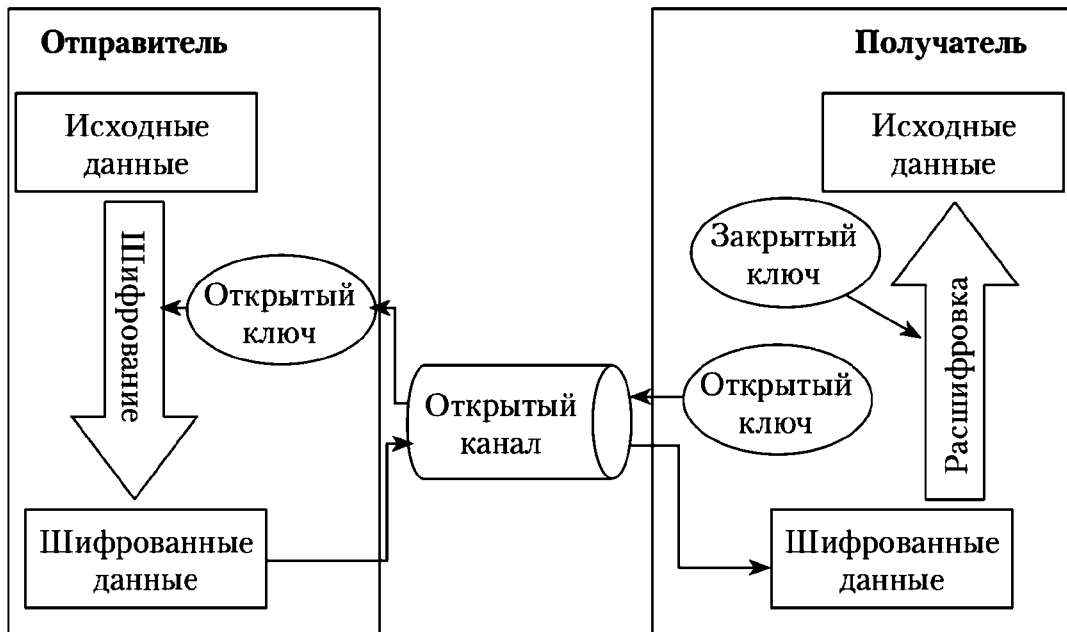 Отправитель
Исходные
данные
Шифрование
Открытый
ключ
Шифрованные
данные
Открытый
канал
Получатель
Исходные
данные
Закрытый
ключ
Открытый
ключ
Расшифровка
Шифрованные
данные